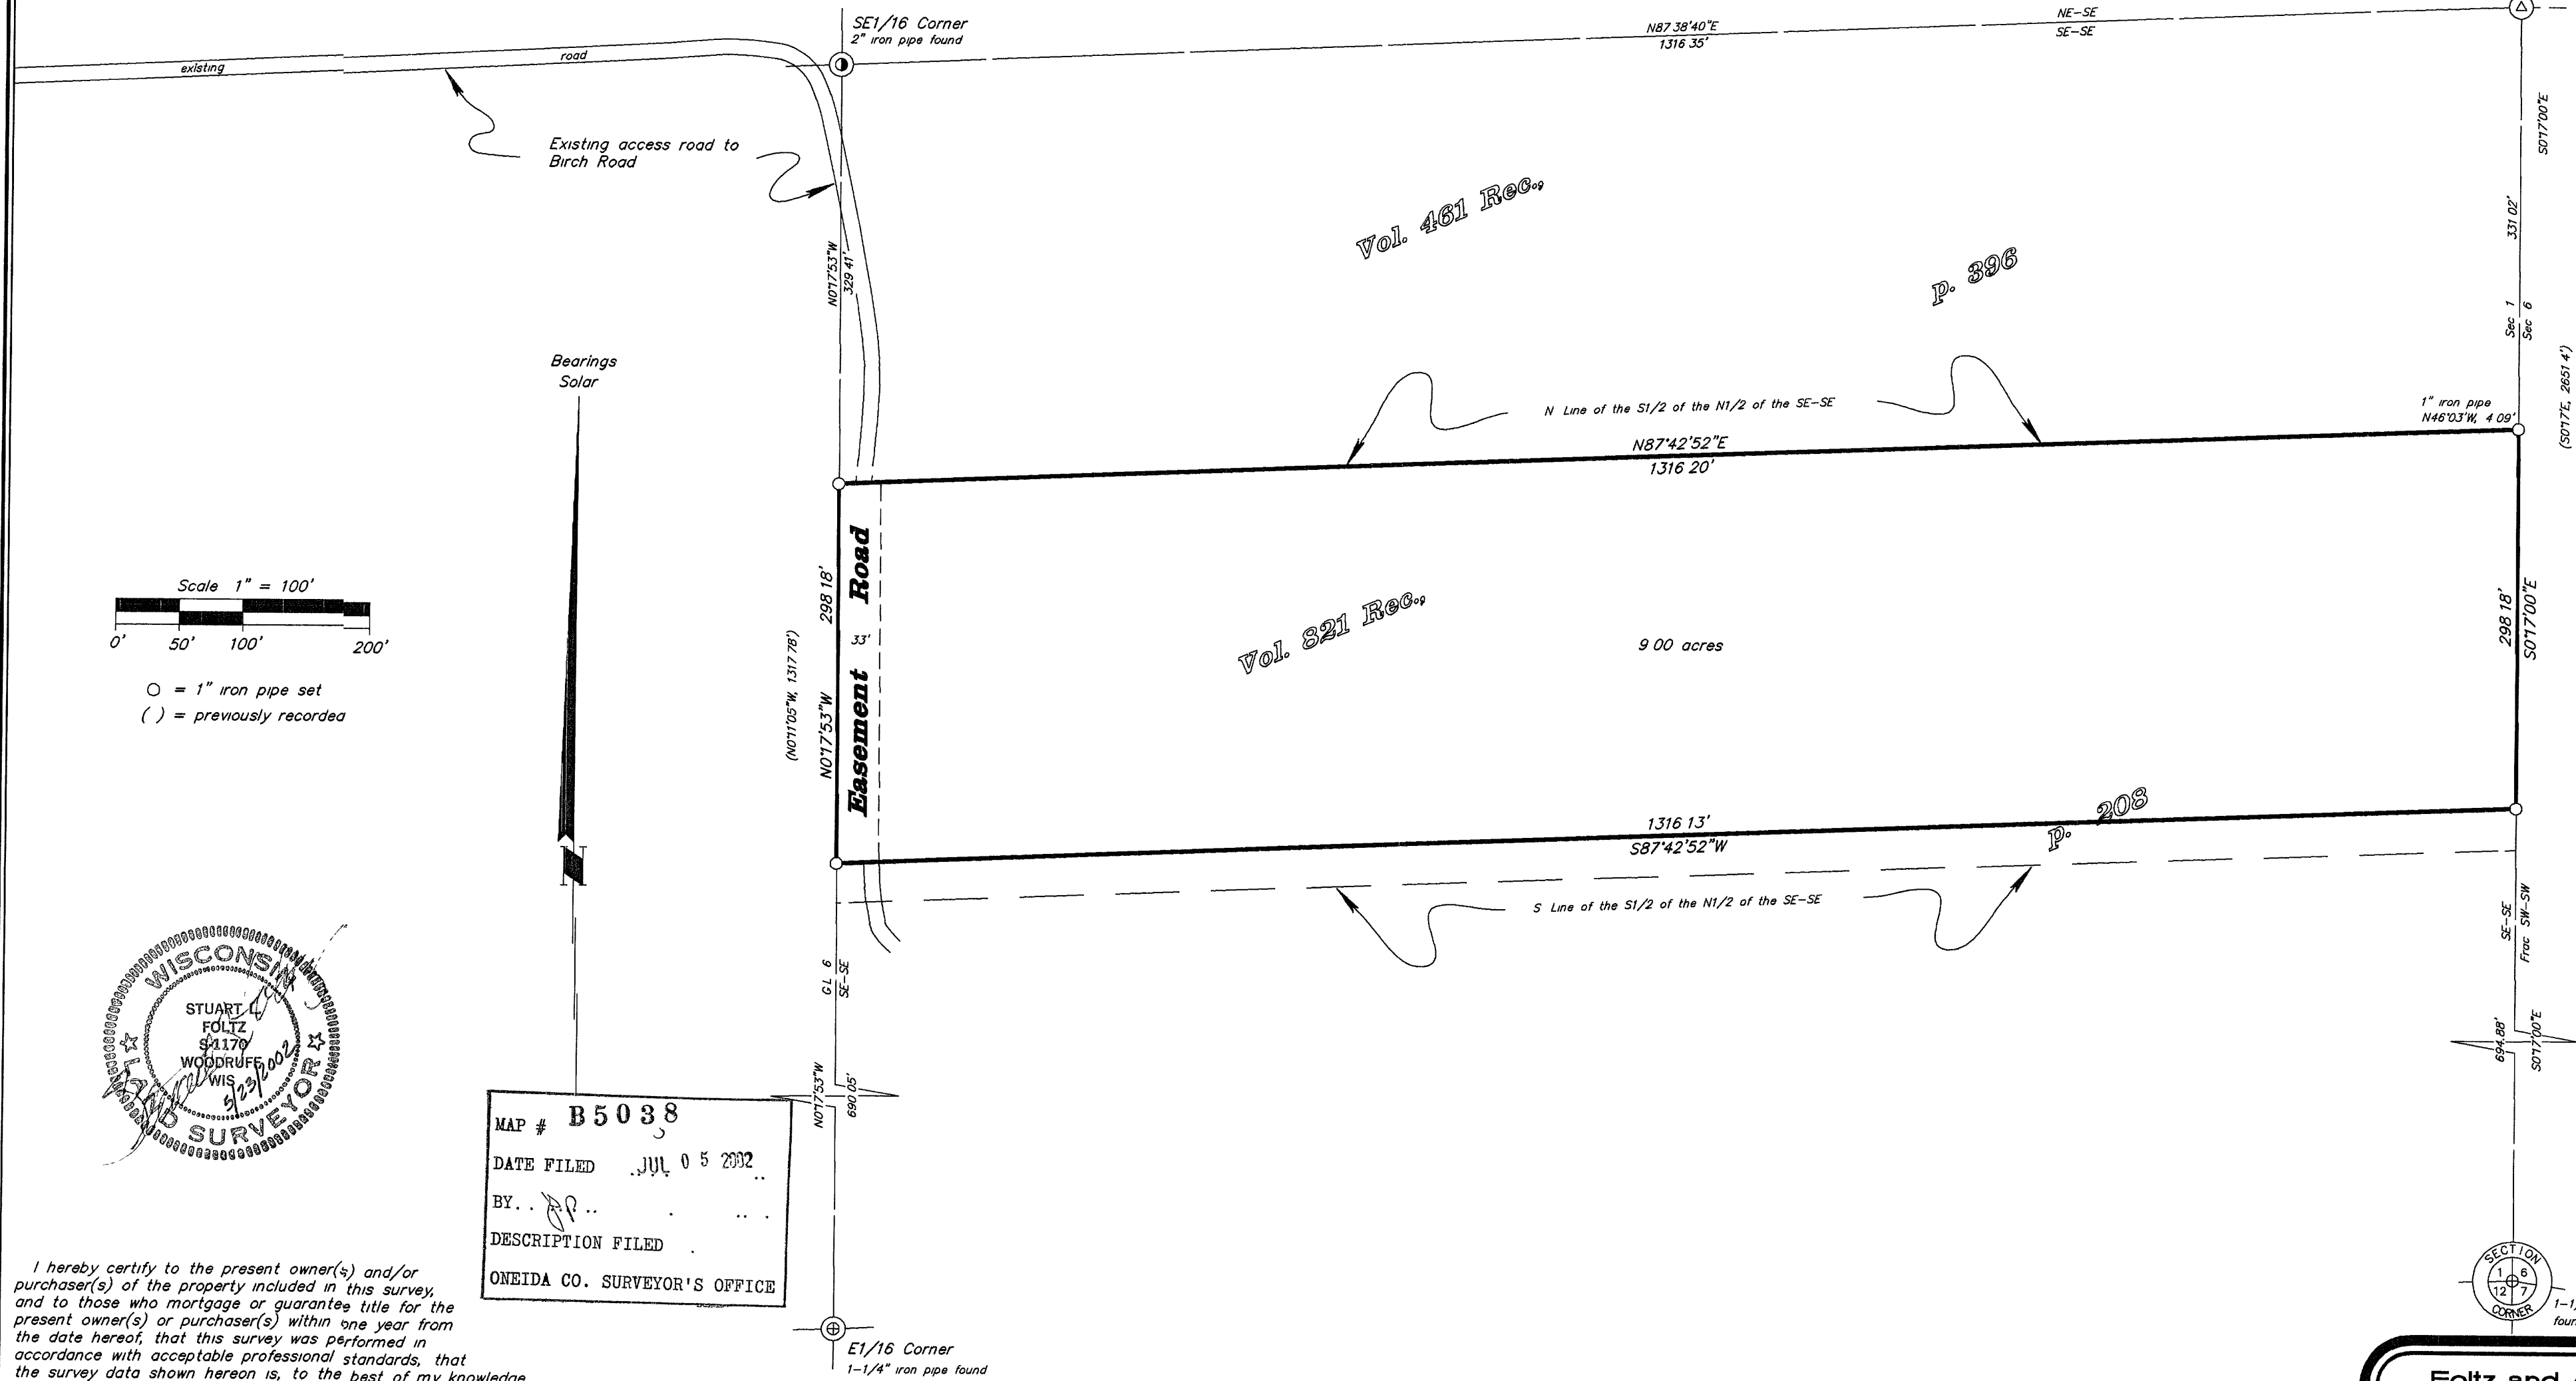 SE1/16 Corner
2" iron pipe found
N87 38'40"E
1316 35'
NE-SE
SE-SE
existing
road
Existing access road to
Birch Road
S0°17'00"E
331 02'
Sec 1
Sec 6
(S0°17'E, 2651 4')
Vol. 461 Rec.,
p. 396
N0°17'53"W
329 41'
Bearings
Solar
N Line of the S1/2 of the N1/2 of the SE-SE
1" iron pipe
N46°03'W, 4 09'
N87°42'52"E
1316 20'
Scale 1" = 100'
0' 50' 100' 200'
O = 1" iron pipe set
( ) = previously recorded
298 18'
N0°17'53"W
(N0°11'05"W, 1317 78')
Easement Road
33'
Vol. 821 Rec.,
p. 208
9 00 acres
298 18'
S0°17'00"E
1316 13'
S87°42'52"W
S Line of the S1/2 of the N1/2 of the SE-SE
N
GL 6
SE-SE
SE-SE
Frac SW-SW
694.88'
S0°17'00"E
N0°17'53"W
690 05'
WISCONSIN
STUART L.
FOLTZ
S-1170
WOODRUFF
WIS
5/23/2002
LAND SURVEYOR
MAP # B5038
DATE FILED JUL 05 2002
BY..
DESCRIPTION FILED
ONEIDA CO. SURVEYOR'S OFFICE
I hereby certify to the present owner(s) and/or
purchaser(s) of the property included in this survey,
and to those who mortgage or guarantee title for the
present owner(s) or purchaser(s) within one year from
the date hereof, that this survey was performed in
accordance with acceptable professional standards, that
the survey data shown hereon is, to the best of my knowledge
E1/16 Corner
1-1/4" iron pipe found
SECTION
1 6
12 7
CORNER
1-1/
foun
Foltz and